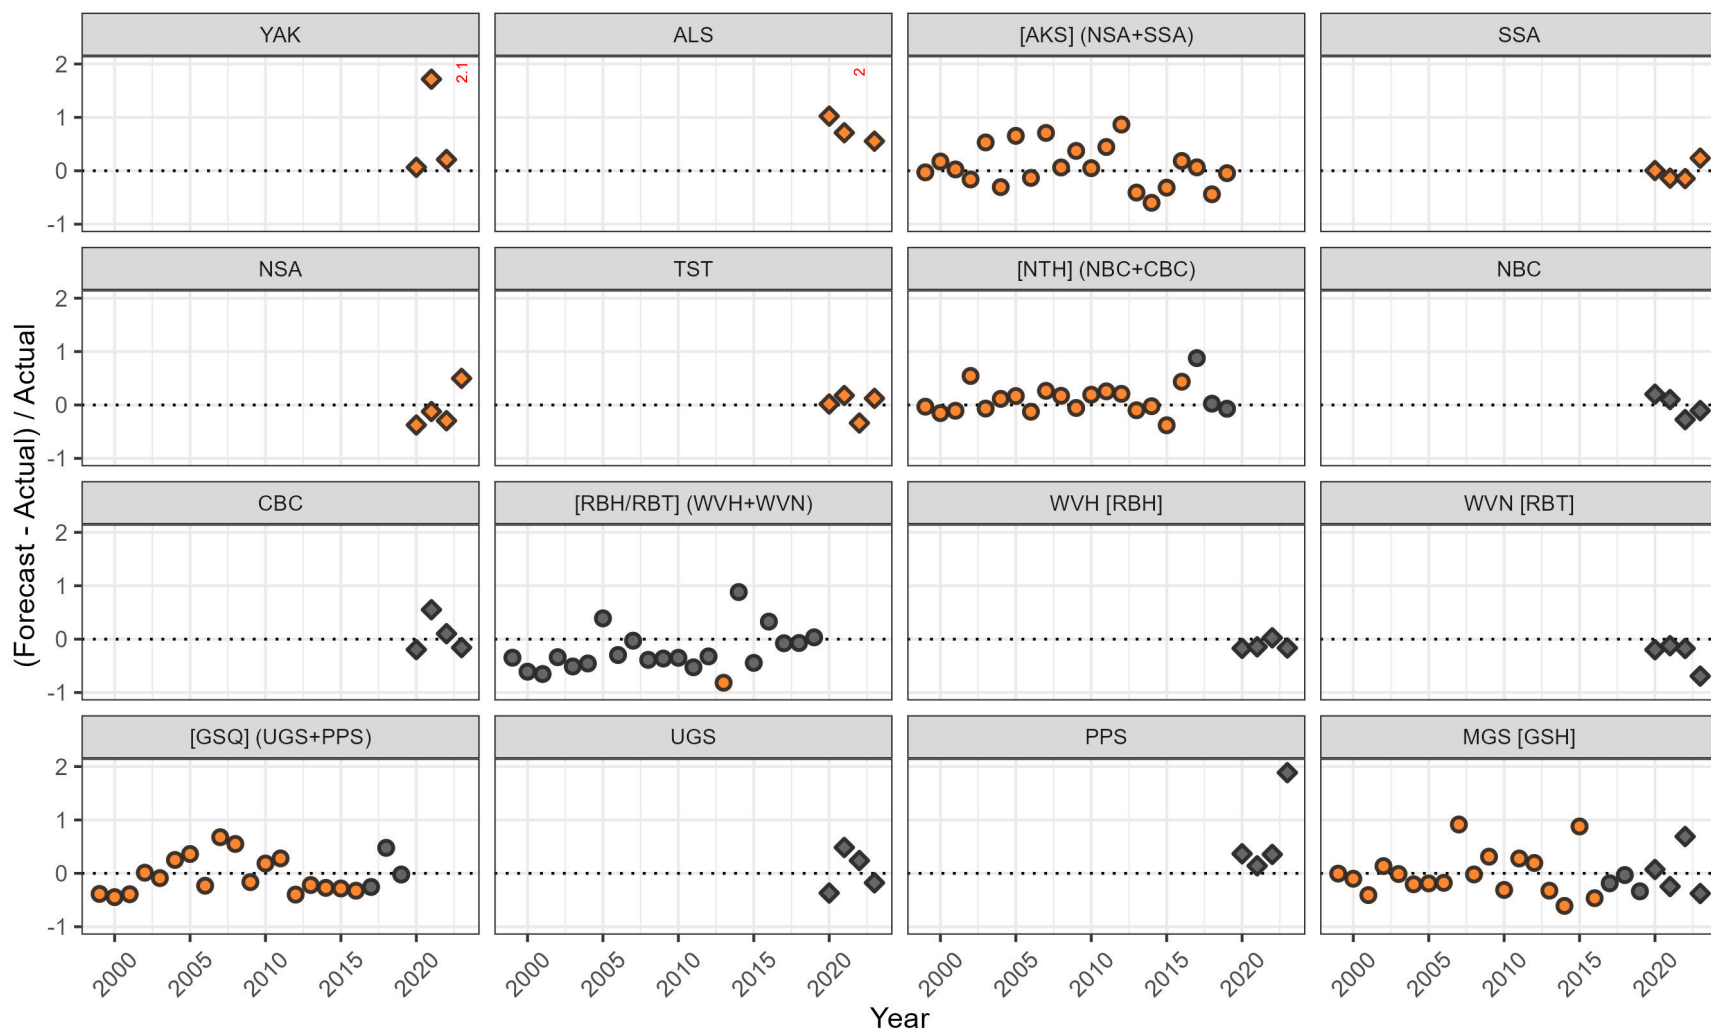 YAK
ALS
[AKS] (NSA+SSA)
SSA
2
1
0
-1
2.1
2
NSA
TST
[NTH] (NBC+CBC)
NBC
2
1
0
-1
CBC
[RBH/RBT] (WVH+WVN)
WVH [RBH]
WVN [RBT]
2
1
0
-1
[GSQ] (UGS+PPS)
UGS
PPS
MGS [GSH]
2
1
0
-1
(Forecast - Actual) / Actual
2000 2005 2010 2015 2020
2000 2005 2010 2015 2020
2000 2005 2010 2015 2020
2000 2005 2010 2015 2020
Year